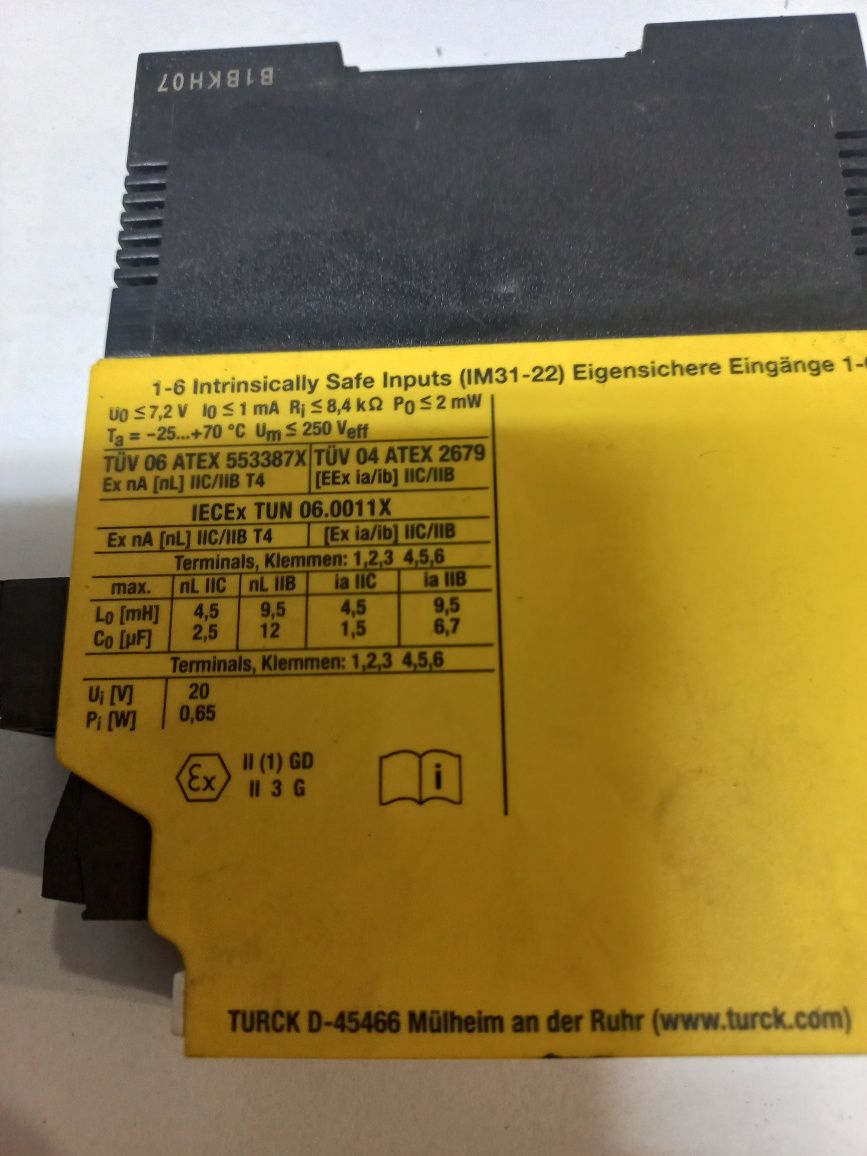 B1BKH07
1-6 Intrinsically Safe Inputs (IM31-22) Eigensichere Eingänge 1-
U0 ≤ 7,2 V I0 ≤ 1 mA Ri ≤ 8,4 kΩ P0 ≤ 2 mW
Ta = -25...+70 °C Um ≤ 250 Veff
TÜV 06 ATEX 553387X TÜV 04 ATEX 2679
Ex nA [nL] IIC/IIB T4 [EEx ia/ib] IIC/IIB
IECEx TUN 06.0011X
Ex nA [nL] IIC/IIB T4 [Ex ia/ib] IIC/IIB
Terminals, Klemmen: 1,2,3 4,5,6
max. nL IIC nL IIB ia IIC ia IIB
L0 [mH] 4,5 9,5 4,5 9,5
C0 [µF] 2,5 12 1,5 6,7
Terminals, Klemmen: 1,2,3 4,5,6
Ui [V] 20
Pi [W] 0,65
Ex II (1) GD
II 3 G
i
TURCK D-45466 Mülheim an der Ruhr (www.turck.com)